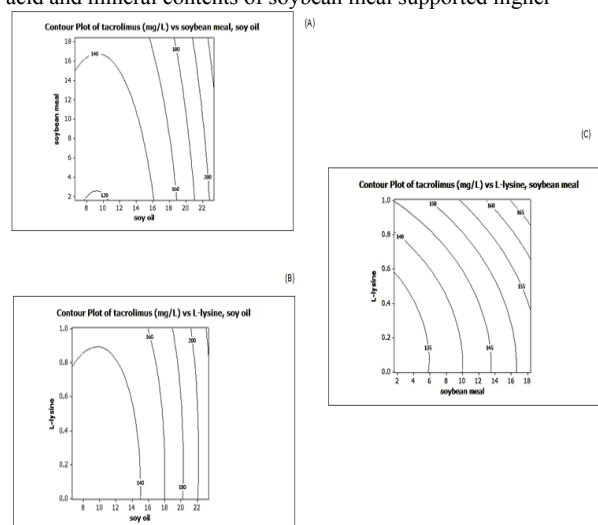 acid and mineral contents of soybean meal supported higher
(A)
Contour Plot of tacrolimus (mg/L) vs soybean meal, soy oil
18
16
14
12
10
8
6
4
2
soybean meal
140
180
120
160
200
8 10 12 14 16 18 20 22
soy oil
(B)
Contour Plot of tacrolimus (mg/L) vs L-lysine, soy oil
1.0
0.8
0.6
0.4
0.2
0.0
L-lysine
160
200
140
180
8 10 12 14 16 18 20 22
soy oil
(C)
Contour Plot of tacrolimus (mg/L) vs L-lysine, soybean meal
1.0
0.8
0.6
0.4
0.2
0.0
L-lysine
150
160
165
140
155
135
145
2 4 6 8 10 12 14 16 18
soybean meal